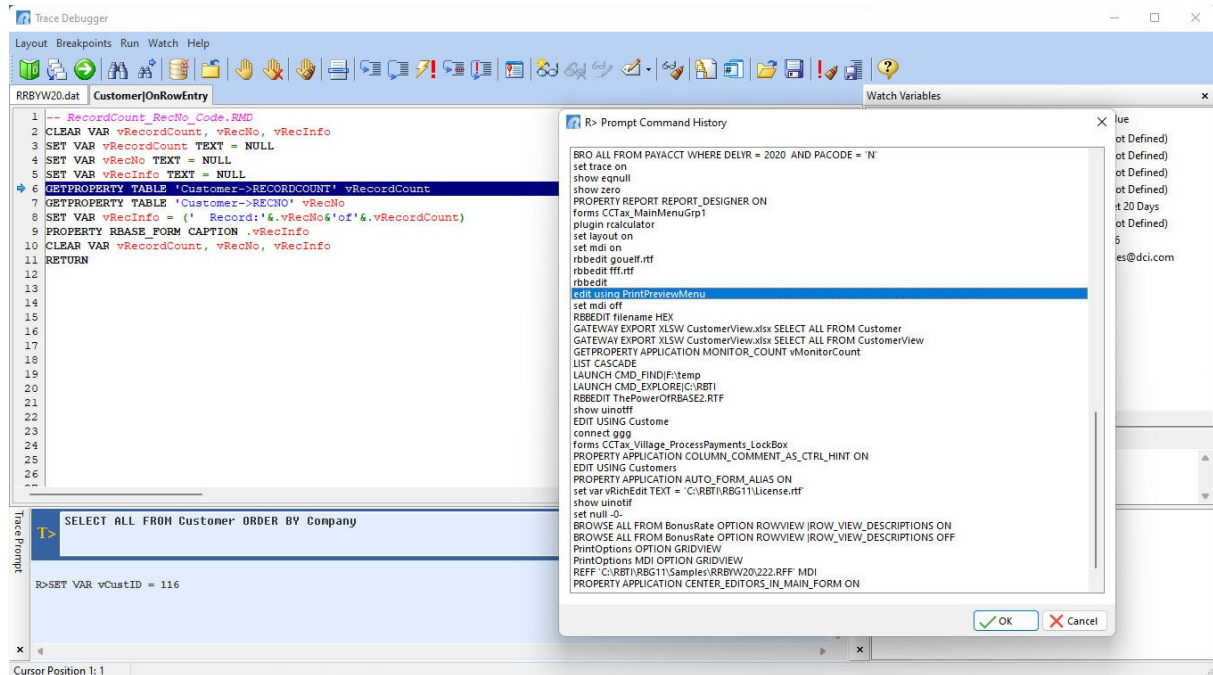 Trace Debugger
Layout Breakpoints Run Watch Help
RRBYW20.dat Customer|OnRowEntry
1 -- RecordCount_RecNo_Code.RMD
2 CLEAR VAR vRecordCount, vRecNo, vRecInfo
3 SET VAR vRecordCount TEXT = NULL
4 SET VAR vRecNo TEXT = NULL
5 SET VAR vRecInfo TEXT = NULL
6 GETPROPERTY TABLE 'Customer->RECORDCOUNT' vRecordCount
7 GETPROPERTY TABLE 'Customer->RECNO' vRecNo
8 SET VAR vRecInfo = (' Record:'&.vRecNo&'of'&.vRecordCount)
9 PROPERTY RBASE_FORM CAPTION .vRecInfo
10 CLEAR VAR vRecordCount, vRecNo, vRecInfo
11 RETURN
12
13
14
15
16
17
18
19
20
21
22
23
24
25
26
Trace Prompt
T> SELECT ALL FROM Customer ORDER BY Company
R>SET VAR vCustID = 116
Cursor Position 1: 1
Watch Variables
lue
ot Defined)
ot Defined)
ot Defined)
ot Defined)
et 20 Days
ot Defined)
6
es@dci.com
R> Prompt Command History
BRO ALL FROM PAYACCT WHERE DELYR = 2020 AND PACODE = 'N'
set trace on
show eqnull
show zero
PROPERTY REPORT REPORT_DESIGNER ON
forms CCTax_MainMenuGrp1
plugin rcalculator
set layout on
set mdi on
rbbedit gouelf.rtf
rbbedit fff.rtf
rbbedit
edit using PrintPreviewMenu
set mdi off
RBBEDIT filename HEX
GATEWAY EXPORT XLSW CustomerView.xlsx SELECT ALL FROM Customer
GATEWAY EXPORT XLSW CustomerView.xlsx SELECT ALL FROM CustomerView
GETPROPERTY APPLICATION MONITOR_COUNT vMonitorCount
LIST CASCADE
LAUNCH CMD_FIND|F:\temp
LAUNCH CMD_EXPLORE|C:\RBTI
RBBEDIT ThePowerOfRBASE2.RTF
show uinotff
EDIT USING Custome
connect ggg
forms CCTax_Village_ProcessPayments_LockBox
PROPERTY APPLICATION COLUMN_COMMENT_AS_CTRL_HINT ON
EDIT USING Customers
PROPERTY APPLICATION AUTO_FORM_ALIAS ON
set var vRichEdit TEXT = 'C:\RBTI\RBG11\License.rtf'
show uinotif
set null -0-
BROWSE ALL FROM BonusRate OPTION ROWVIEW |ROW_VIEW_DESCRIPTIONS ON
BROWSE ALL FROM BonusRate OPTION ROWVIEW |ROW_VIEW_DESCRIPTIONS OFF
PrintOptions OPTION GRIDVIEW
PrintOptions MDI OPTION GRIDVIEW
REFF 'C:\RBTI\RBG11\Samples\RRBYW20\222.RFF' MDI
PROPERTY APPLICATION CENTER_EDITORS_IN_MAIN_FORM ON
OK Cancel